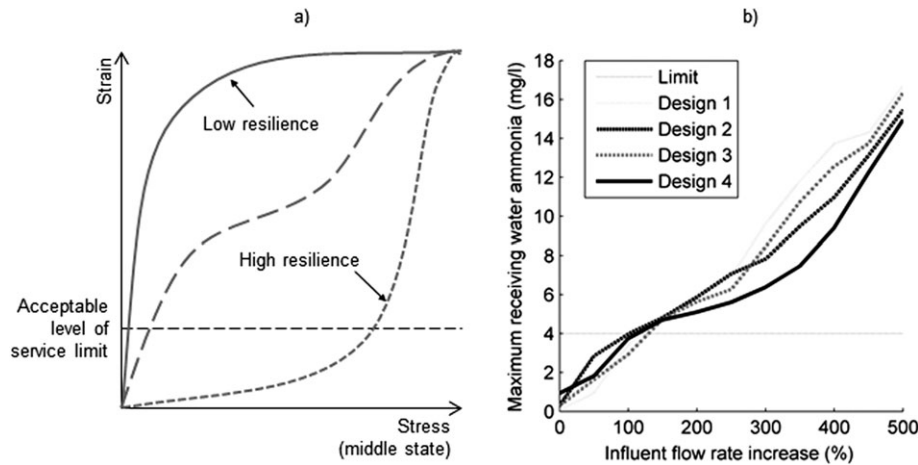 a)
Strain
Low resilience
High resilience
Acceptable
level of
service limit
Stress
(middle state)
b)
Maximum receiving water ammonia (mg/l)
18
16
14
12
10
8
6
4
2
0
Limit
Design 1
Design 2
Design 3
Design 4
0 100 200 300 400 500
Influent flow rate increase (%)